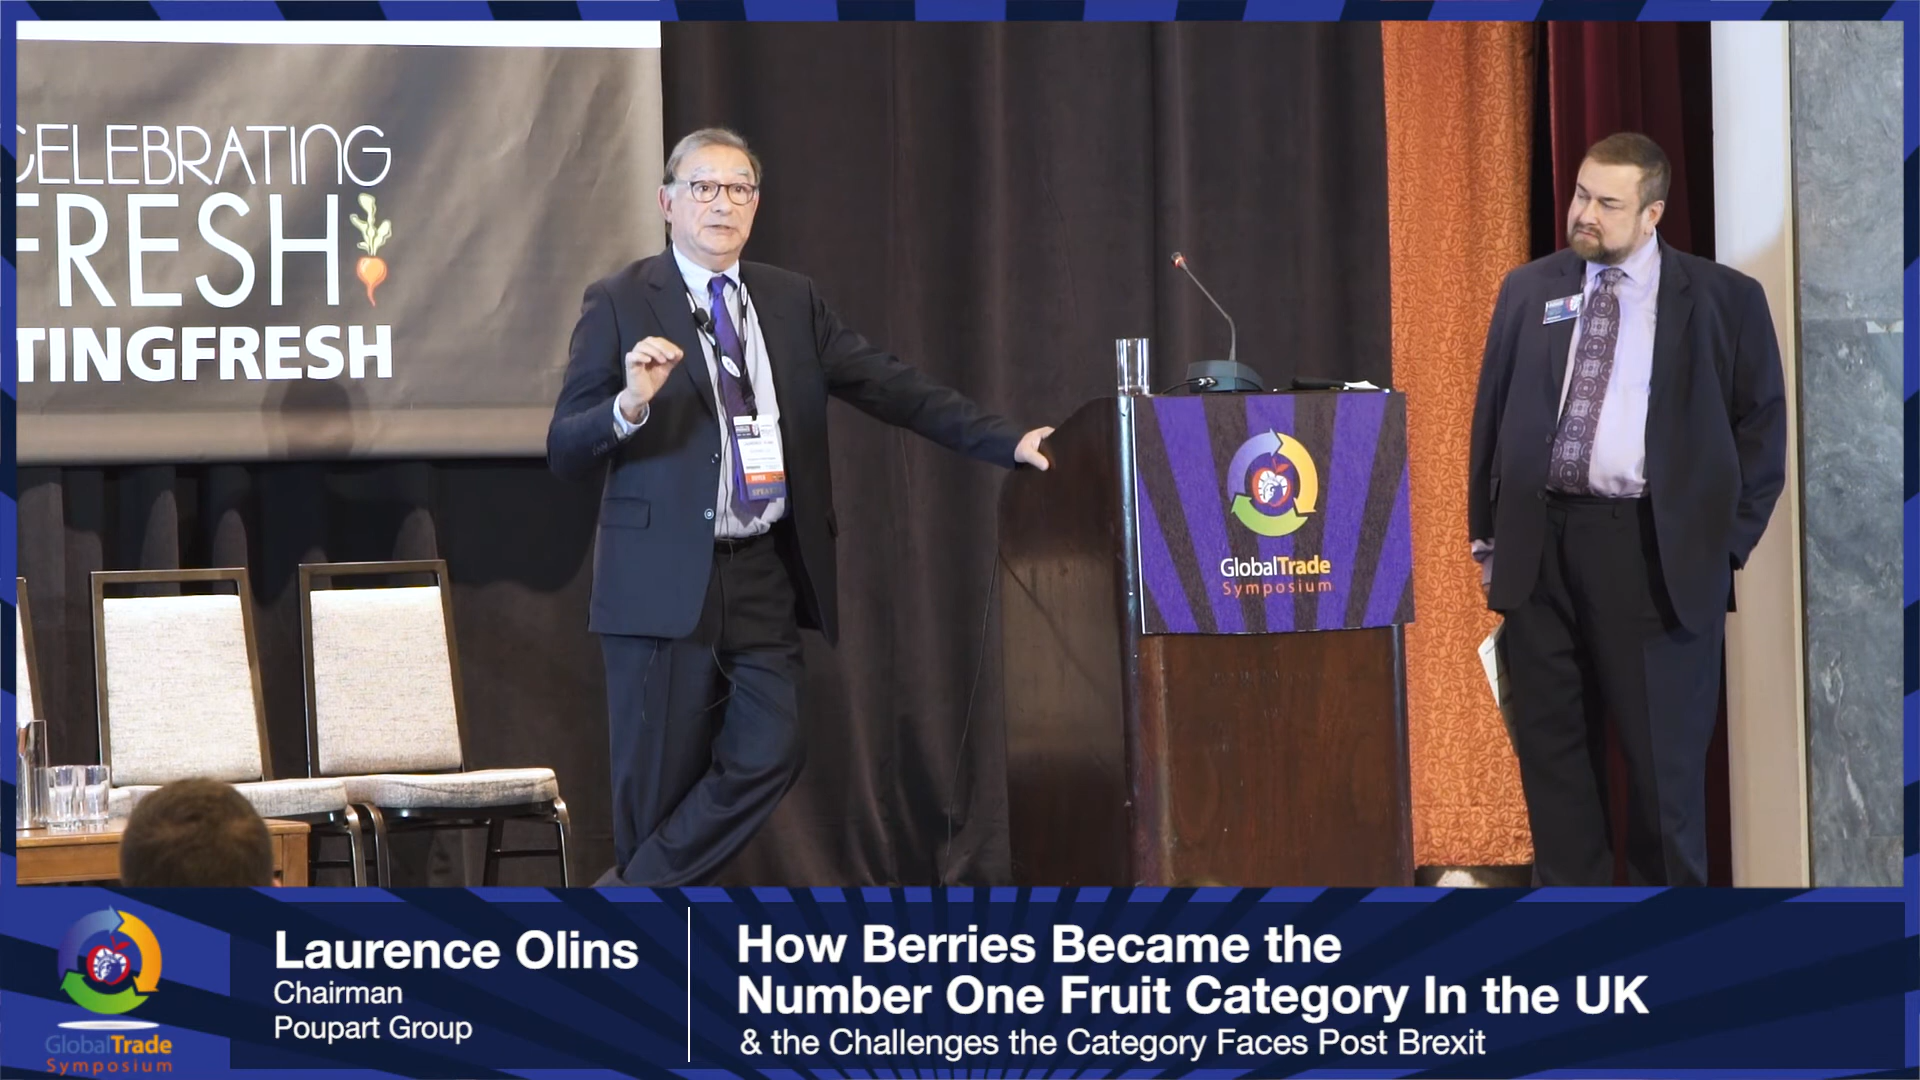 CELEBRATING
FRESH
TINGFRESH
GlobalTrade
Symposium
Laurence Olins
Chairman
Poupart Group
How Berries Became the
Number One Fruit Category In the UK
& the Challenges the Category Faces Post Brexit
GlobalTrade
Symposium